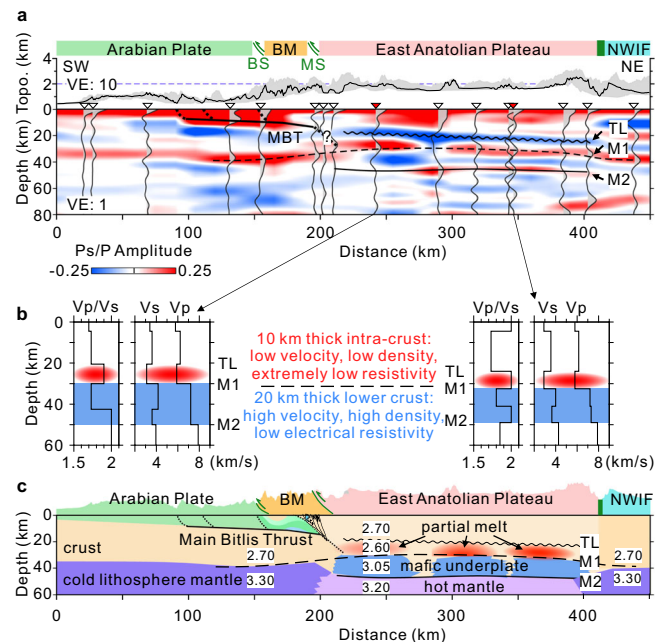 a
Arabian Plate
BM
East Anatolian Plateau
NWIF
BS
MS
SW
NE
VE: 10
Topo. (km)
4
2
0
MBT
?
TL
M1
M2
Depth (km)
20
40
60
80
VE: 1
0
100
200
300
400
Distance (km)
Ps/P Amplitude
-0.25
0.25
b
Vp/Vs
Vs
Vp
Vp/Vs
Vs
Vp
Depth (km)
0
20
40
60
TL
M1
M2
10 km thick intra-crust:
low velocity, low density,
extremely low resistivity
20 km thick lower crust:
high velocity, high density,
low electrical resistivity
TL
M1
M2
1.5
2
4
8
(km/s)
1.5
2
4
8
(km/s)
c
Arabian Plate
BM
East Anatolian Plateau
NWIF
Depth (km)
0
20
40
60
Main Bitlis Thrust
2.70
partial melt
TL
crust
2.70
2.60
M1
2.70
3.05
mafic underplate
cold lithosphere mantle
3.30
M2
3.30
3.20
hot mantle
0
100
200
300
400
Distance (km)